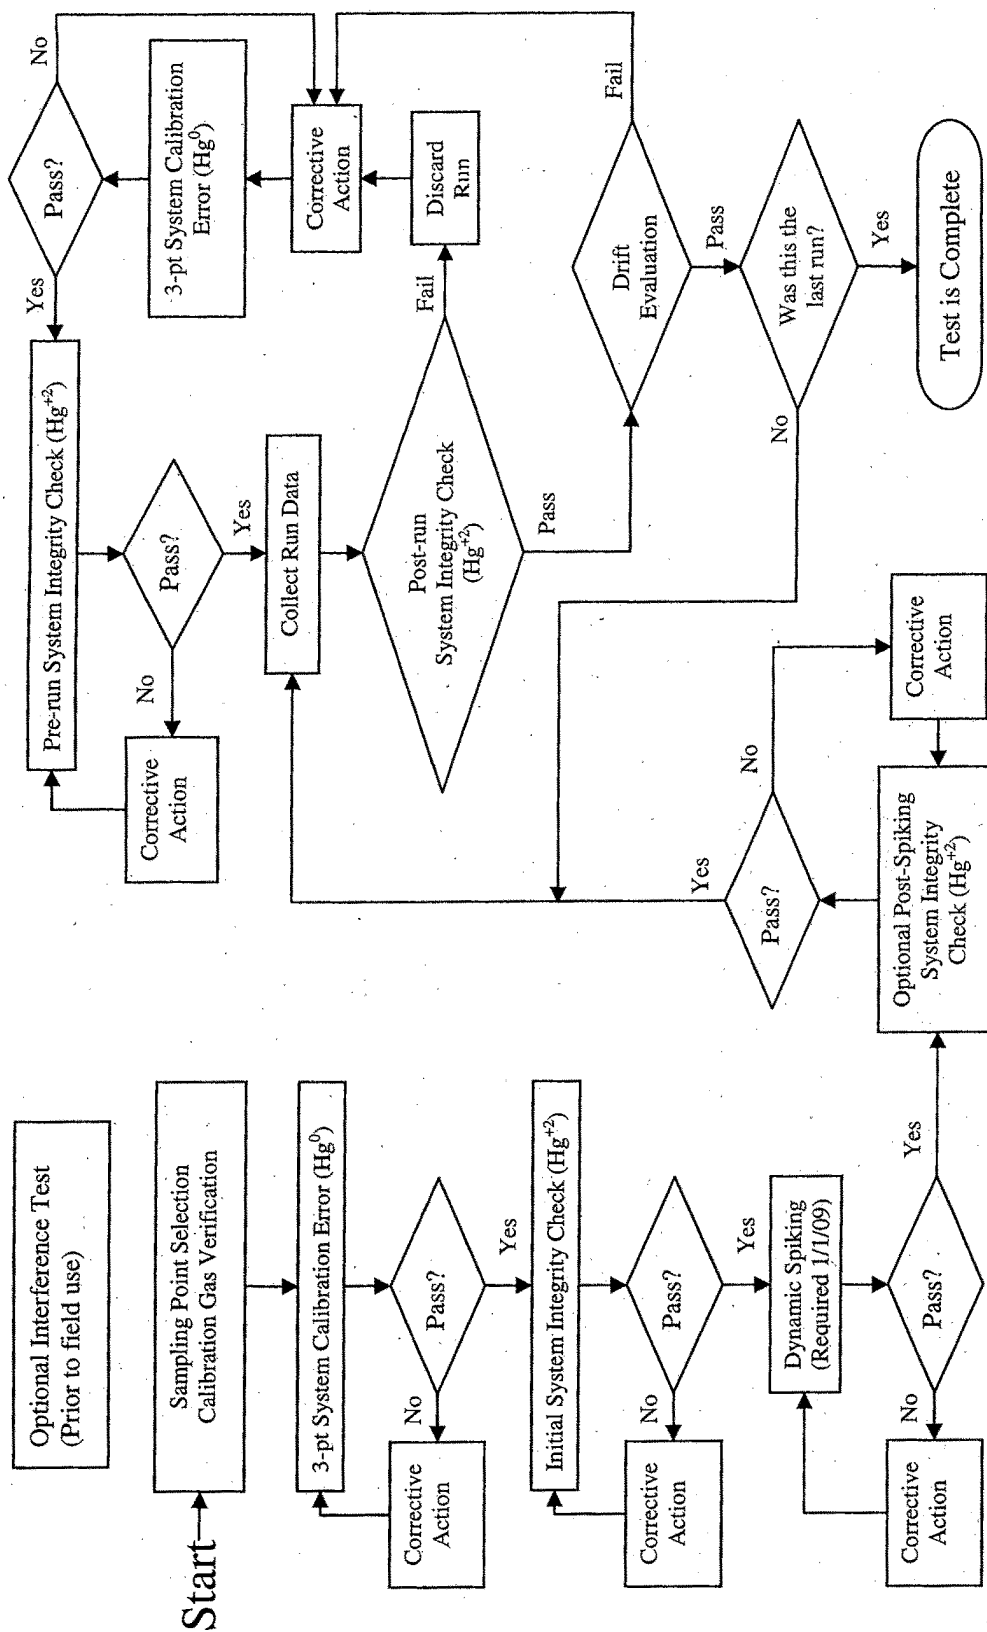 Optional Interference Test
(Prior to field use)
Start
Sampling Point Selection
Calibration Gas Verification
3-pt System Calibration Error (Hg⁰)
Pass?
No
Corrective
Action
Yes
Initial System Integrity Check (Hg⁺²)
Pass?
No
Corrective
Action
Yes
Dynamic Spiking
(Required 1/1/09)
Pass?
No
Corrective
Action
Yes
Optional Post-Spiking
System Integrity
Check (Hg⁺²)
Pass?
No
Corrective
Action
Yes
Pre-run System Integrity Check (Hg⁺²)
Pass?
No
Corrective
Action
Yes
Collect Run Data
Post-run
System Integrity Check
(Hg⁺²)
Fail
Discard
Run
Corrective
Action
3-pt System Calibration
Error (Hg⁰)
Pass?
No
Yes
Pass
Drift
Evaluation
Fail
Pass
Was this the
last run?
No
Yes
Test is Complete